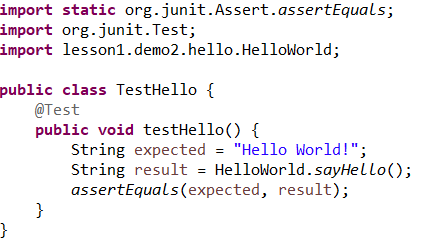 import static org.junit.Assert.assertEquals;
import org.junit.Test;
import lesson1.demo2.hello.HelloWorld;
public class TestHello {
@Test
public void testHello() {
String expected = "Hello World!";
String result = HelloWorld.sayHello();
assertEquals(expected, result);
}
}